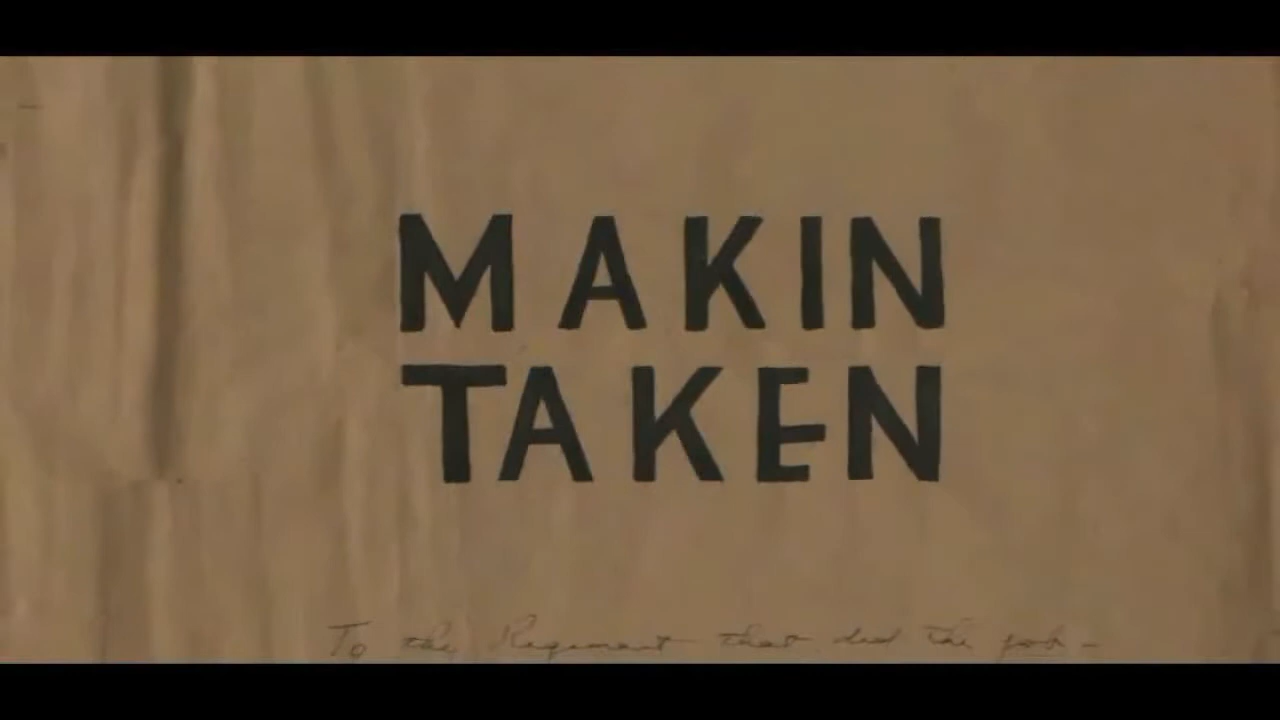 MAKIN
TAKEN
To the Regiment that did the job -